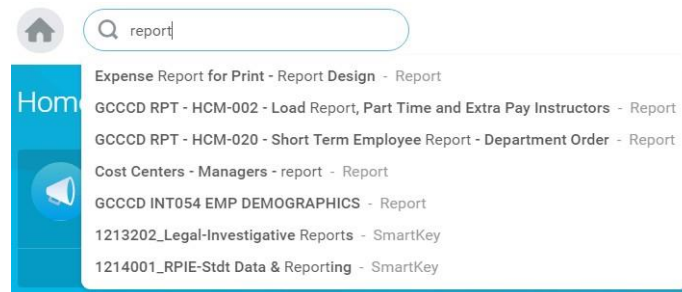 report
Expense Report for Print - Report Design - Report
Home
GCCCD RPT - HCM-002 - Load Report, Part Time and Extra Pay Instructors - Report
GCCCD RPT - HCM-020 - Short Term Employee Report - Department Order - Report
Cost Centers - Managers - report - Report
GCCCD INT054 EMP DEMOGRAPHICS - Report
1213202_Legal-Investigative Reports - SmartKey
1214001_RPIE-Stdt Data & Reporting - SmartKey